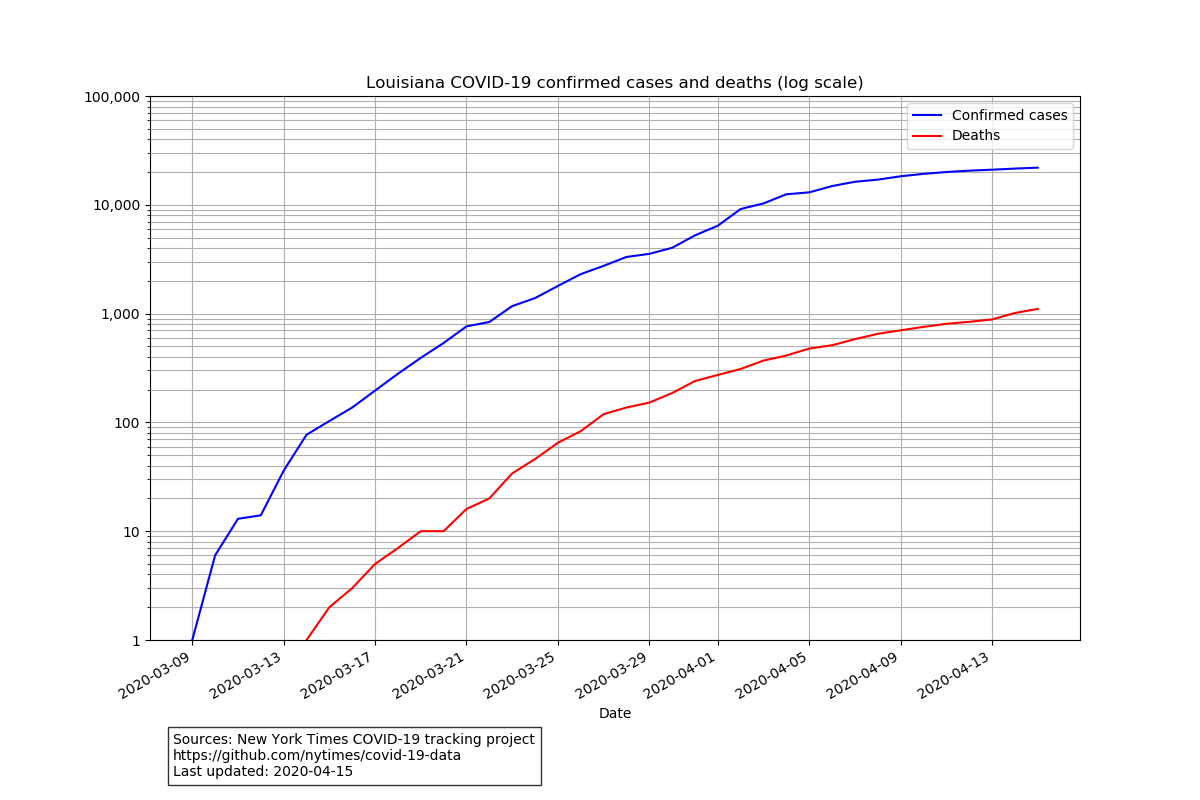 Louisiana COVID-19 confirmed cases and deaths (log scale)
100,000
10,000
1,000
100
10
1
Confirmed cases
Deaths
2020-03-09
2020-03-13
2020-03-17
2020-03-21
2020-03-25
2020-03-29
2020-04-01
2020-04-05
2020-04-09
2020-04-13
Date
Sources: New York Times COVID-19 tracking project
https://github.com/nytimes/covid-19-data
Last updated: 2020-04-15